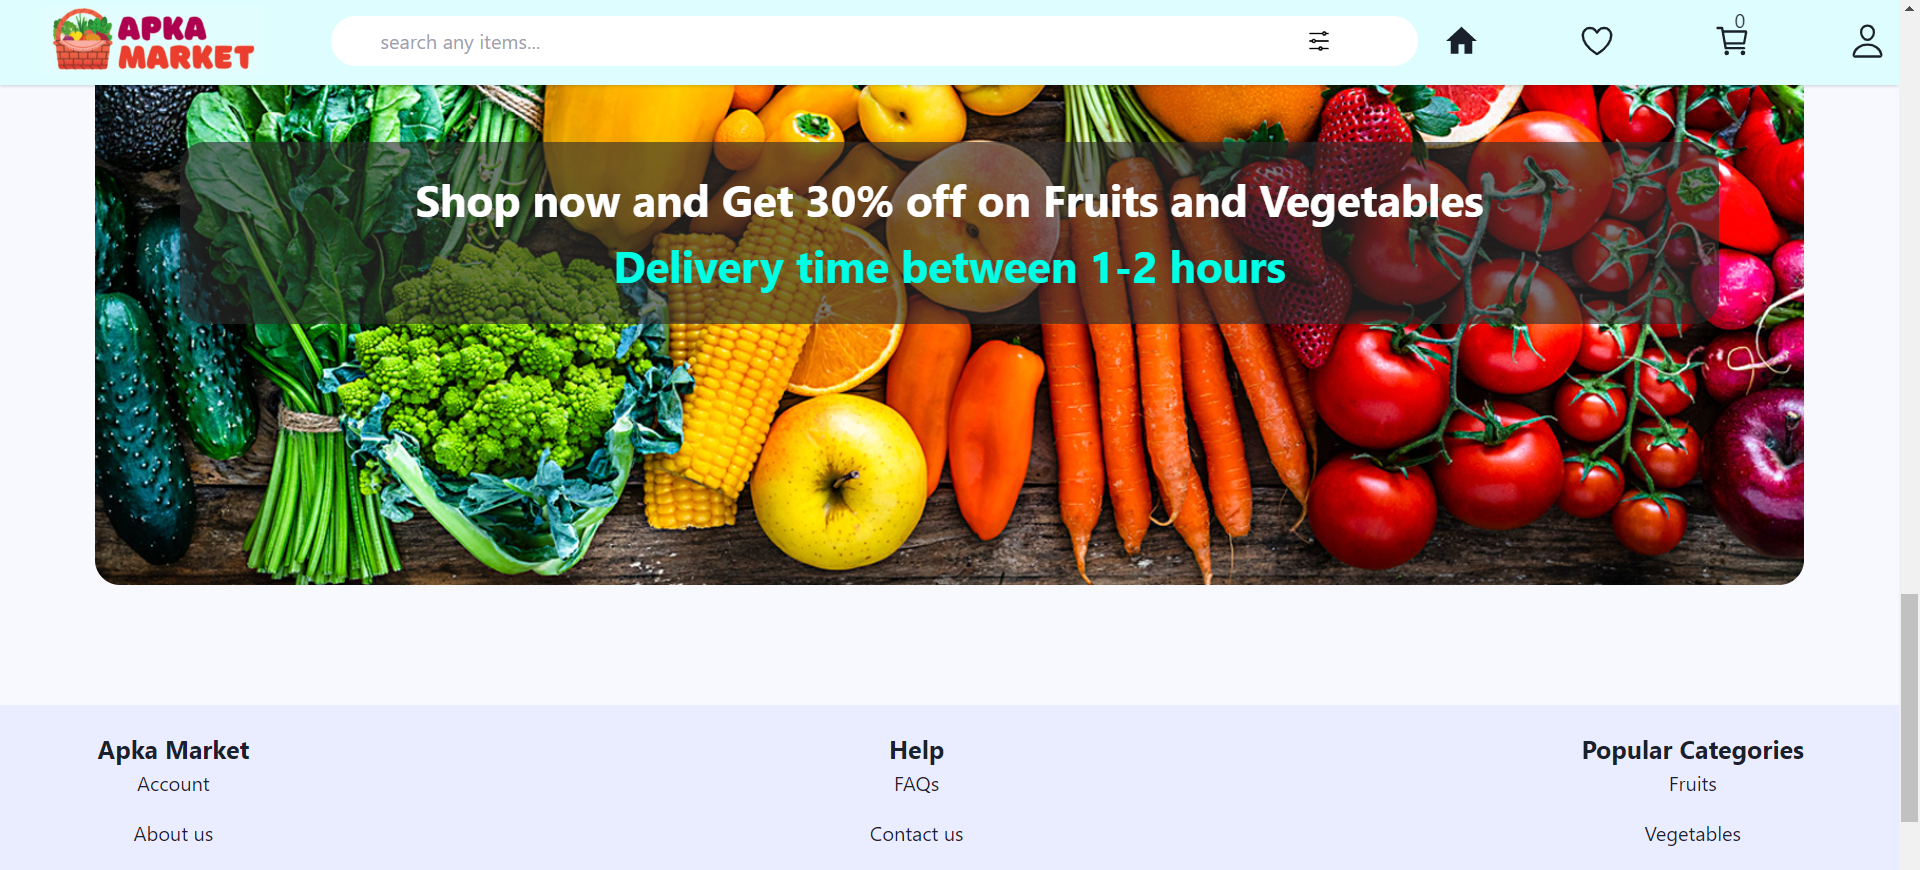 APKA
MARKET
search any items...
0
Shop now and Get 30% off on Fruits and Vegetables
Delivery time between 1-2 hours
Apka Market
Account
About us
Help
FAQs
Contact us
Popular Categories
Fruits
Vegetables